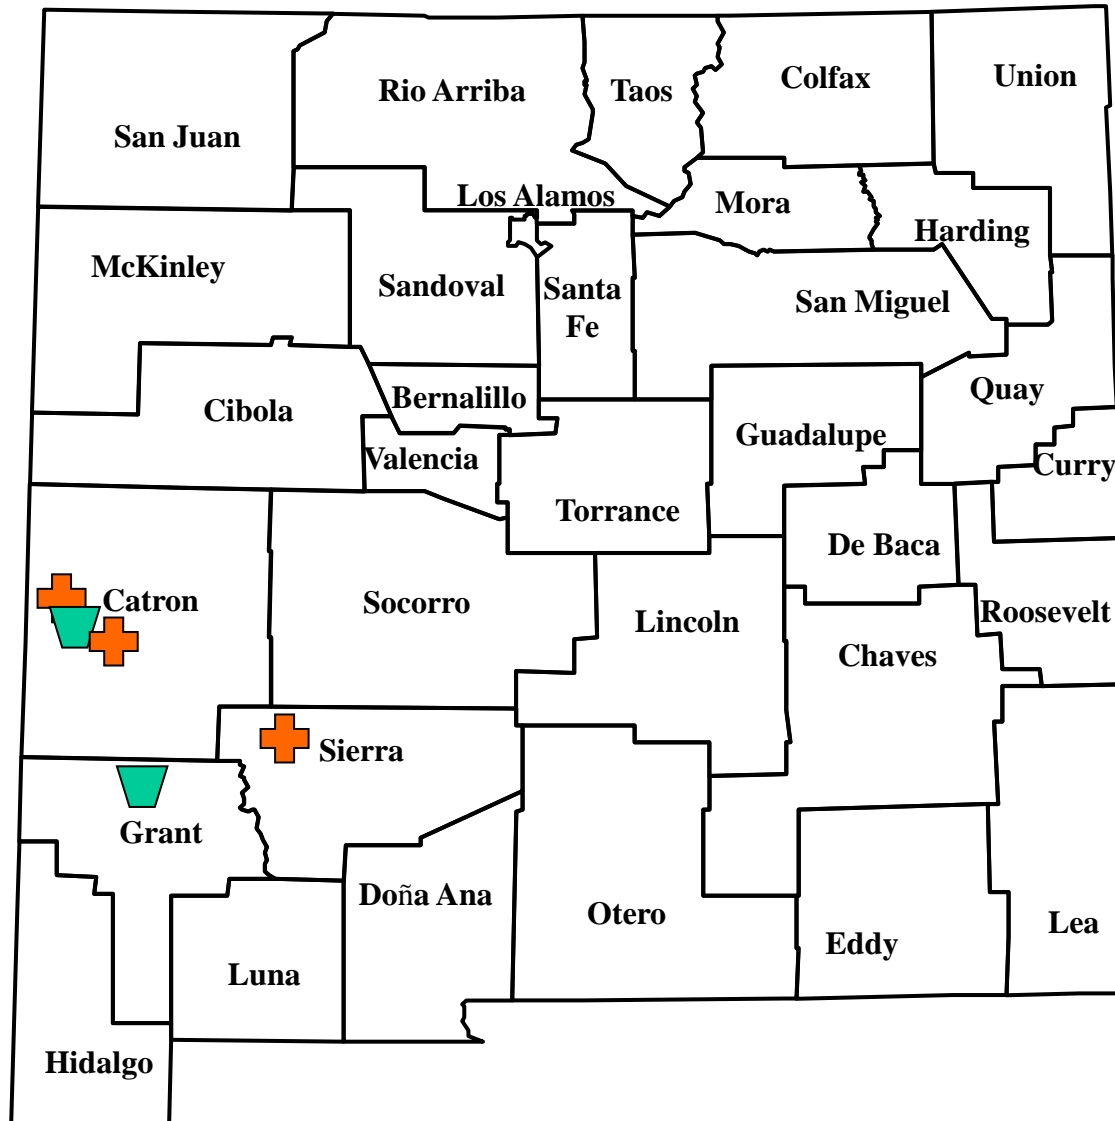 Rio Arriba
Taos
Colfax
Union
San Juan
Los Alamos
Mora
Harding
McKinley
Sandoval
Santa
Fe
San Miguel
Bernalillo
Quay
Cibola
Guadalupe
Valencia
Curry
Torrance
De Baca
Catron
Socorro
Lincoln
Roosevelt
Chaves
Sierra
Grant
Doña Ana
Otero
Lea
Eddy
Luna
Hidalgo